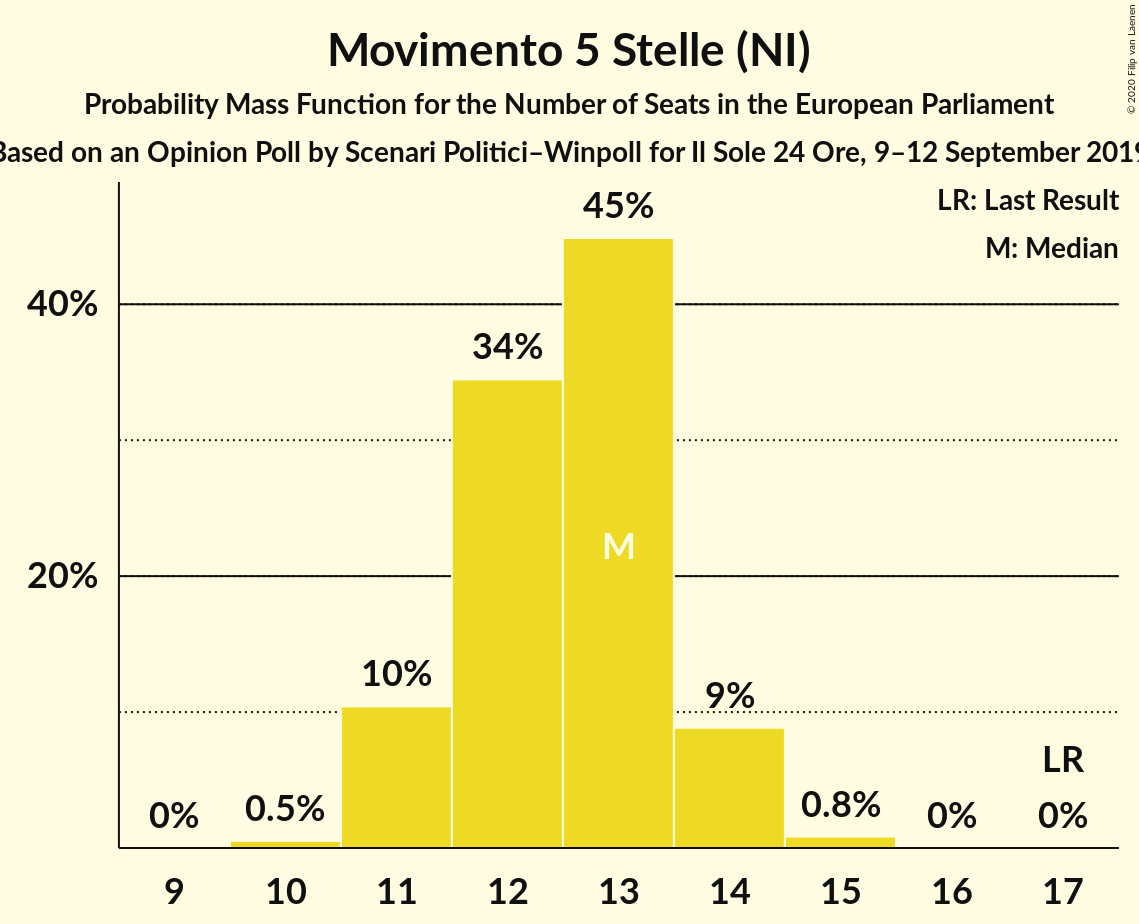 Movimento 5 Stelle (NI)
Probability Mass Function for the Number of Seats in the European Parliament
Based on an Opinion Poll by Scenari Politici–Winpoll for Il Sole 24 Ore, 9–12 September 2019
© 2020 Filip van Laenen
LR: Last Result
M: Median
45%
40%
34%
M
20%
10%
9%
LR
0%
0.5%
0.8%
0%
0%
9 10 11 12 13 14 15 16 17